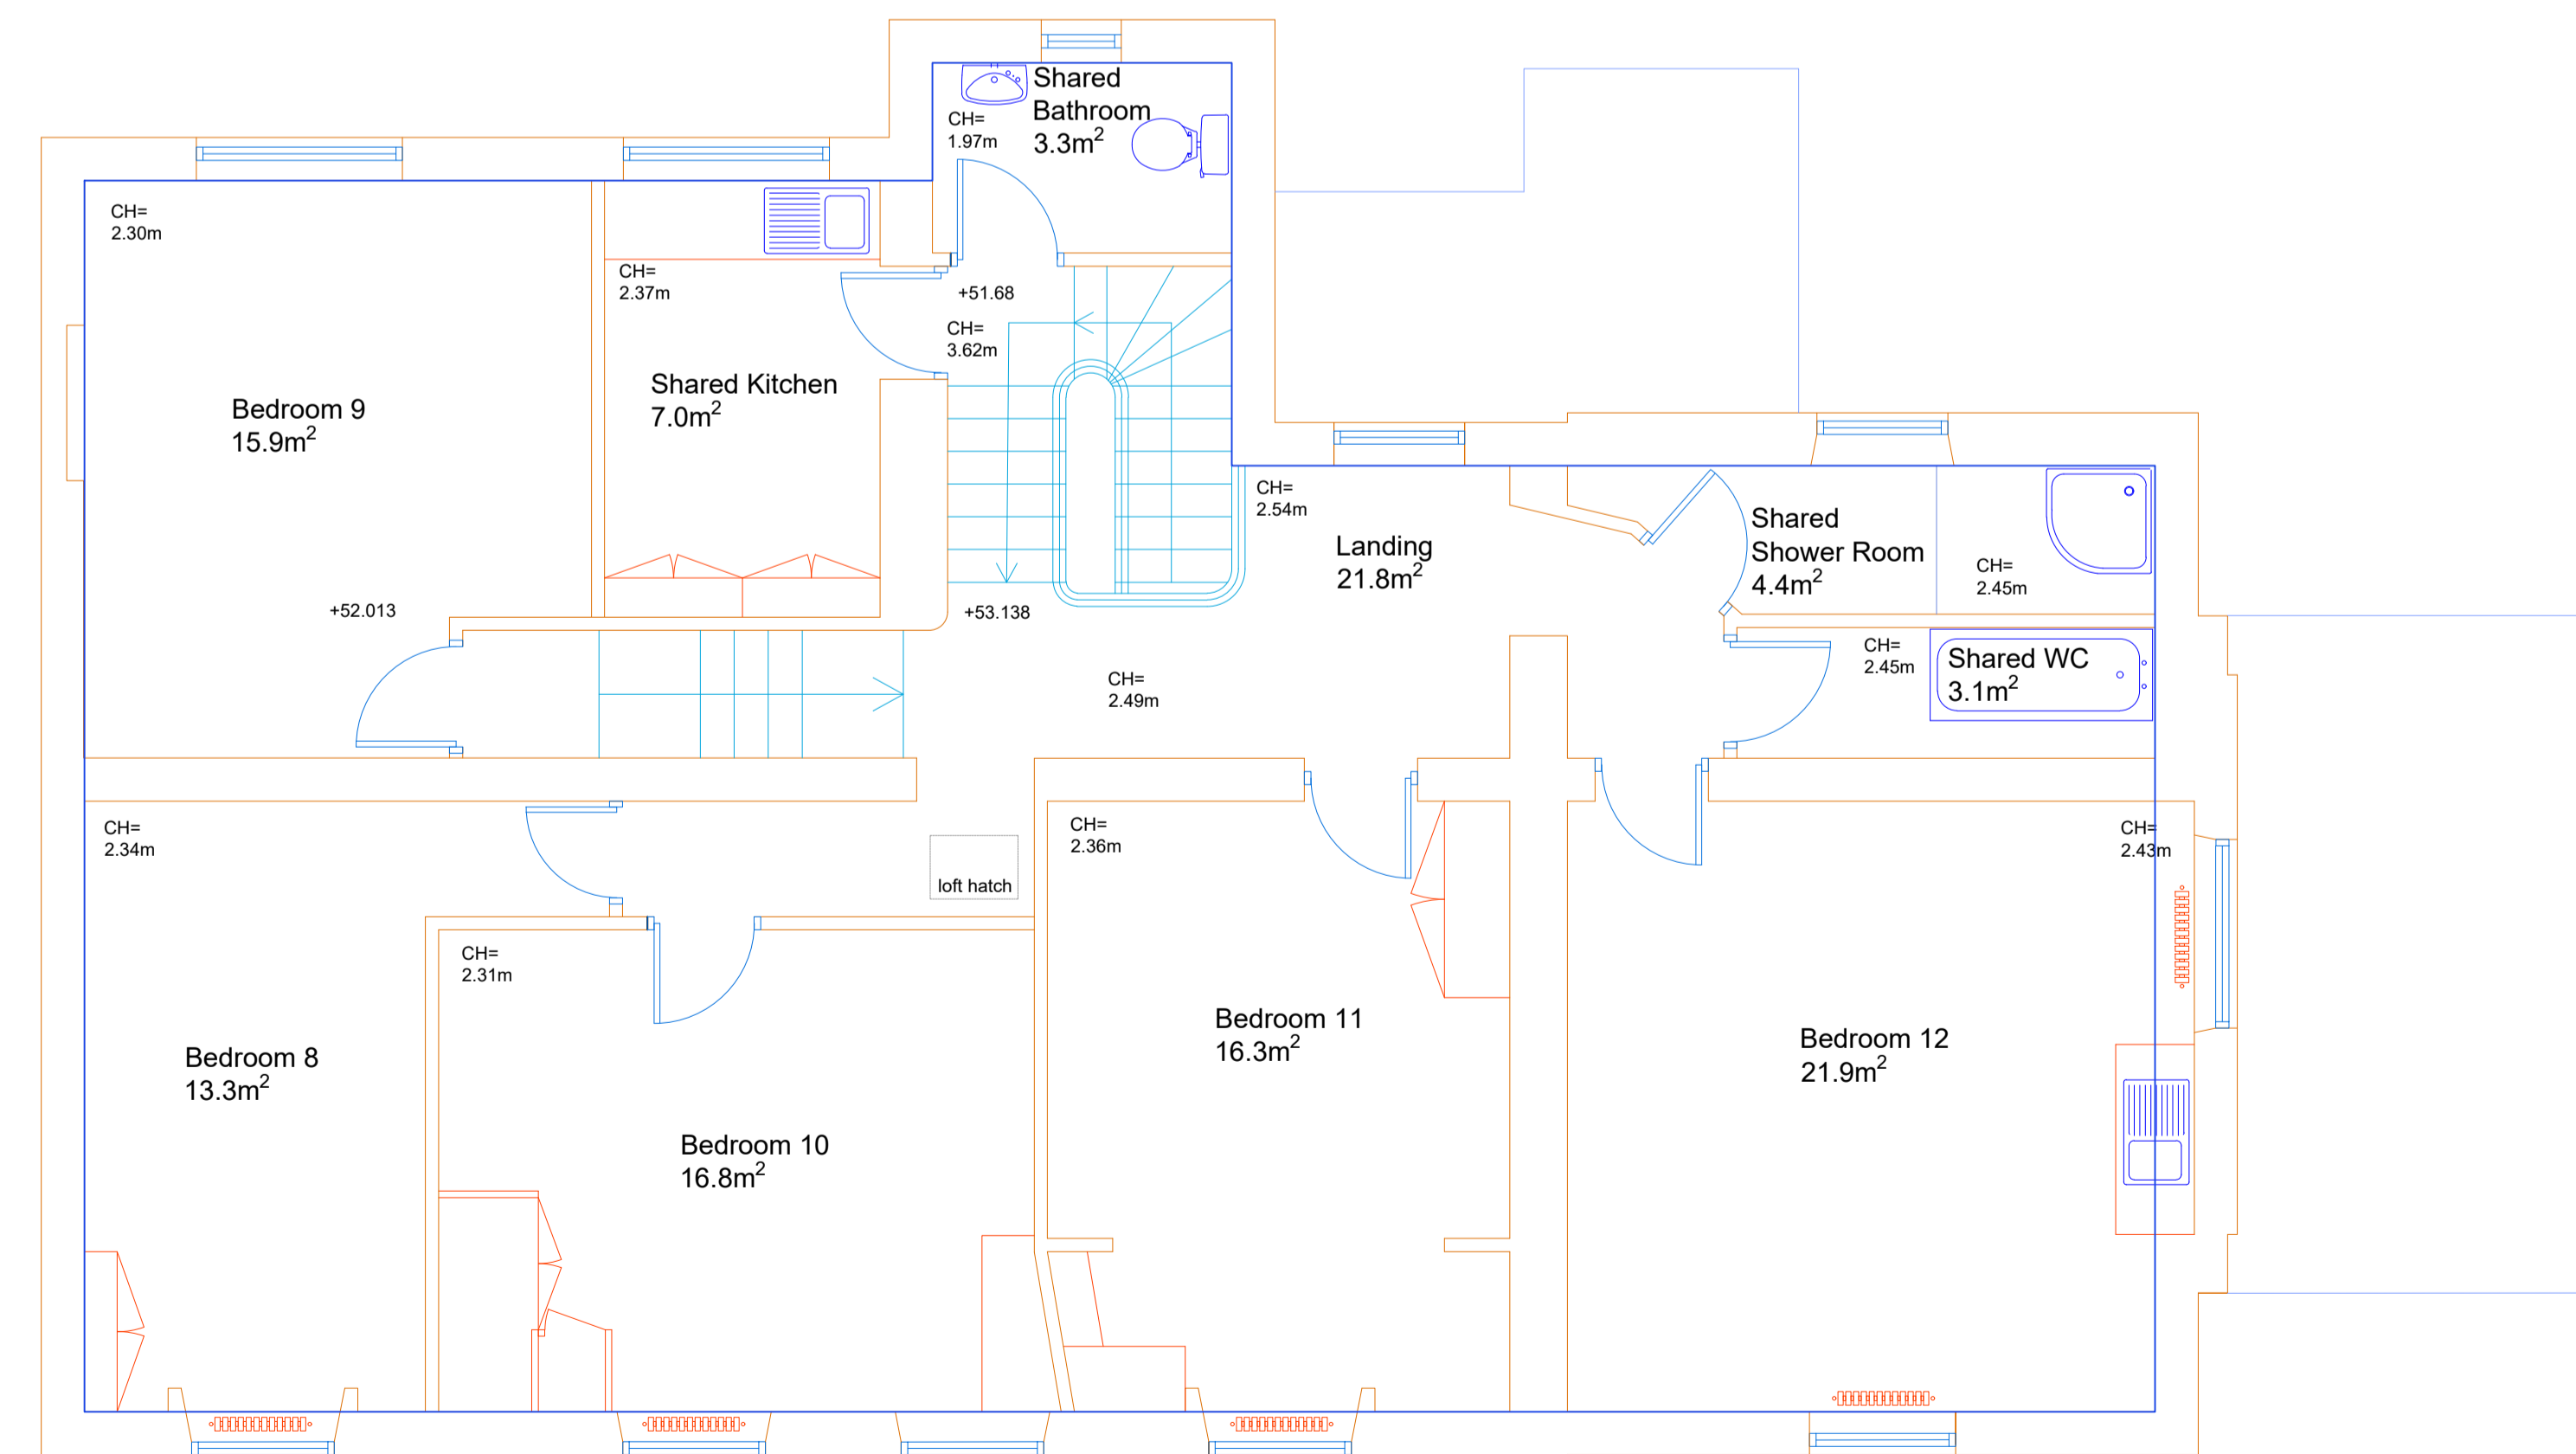 Shared
Bathroom
3.3m²
CH=
1.97m
CH=
2.30m
CH=
2.37m
+51.68
CH=
3.62m
Shared Kitchen
7.0m²
Bedroom 9
15.9m²
CH=
2.54m
Landing
21.8m²
Shared
Shower Room
4.4m²
CH=
2.45m
+52.013
+53.138
CH=
2.45m
Shared WC
3.1m²
CH=
2.49m
CH=
2.34m
loft hatch
CH=
2.36m
CH=
2.43m
CH=
2.31m
Bedroom 8
13.3m²
Bedroom 10
16.8m²
Bedroom 11
16.3m²
Bedroom 12
21.9m²